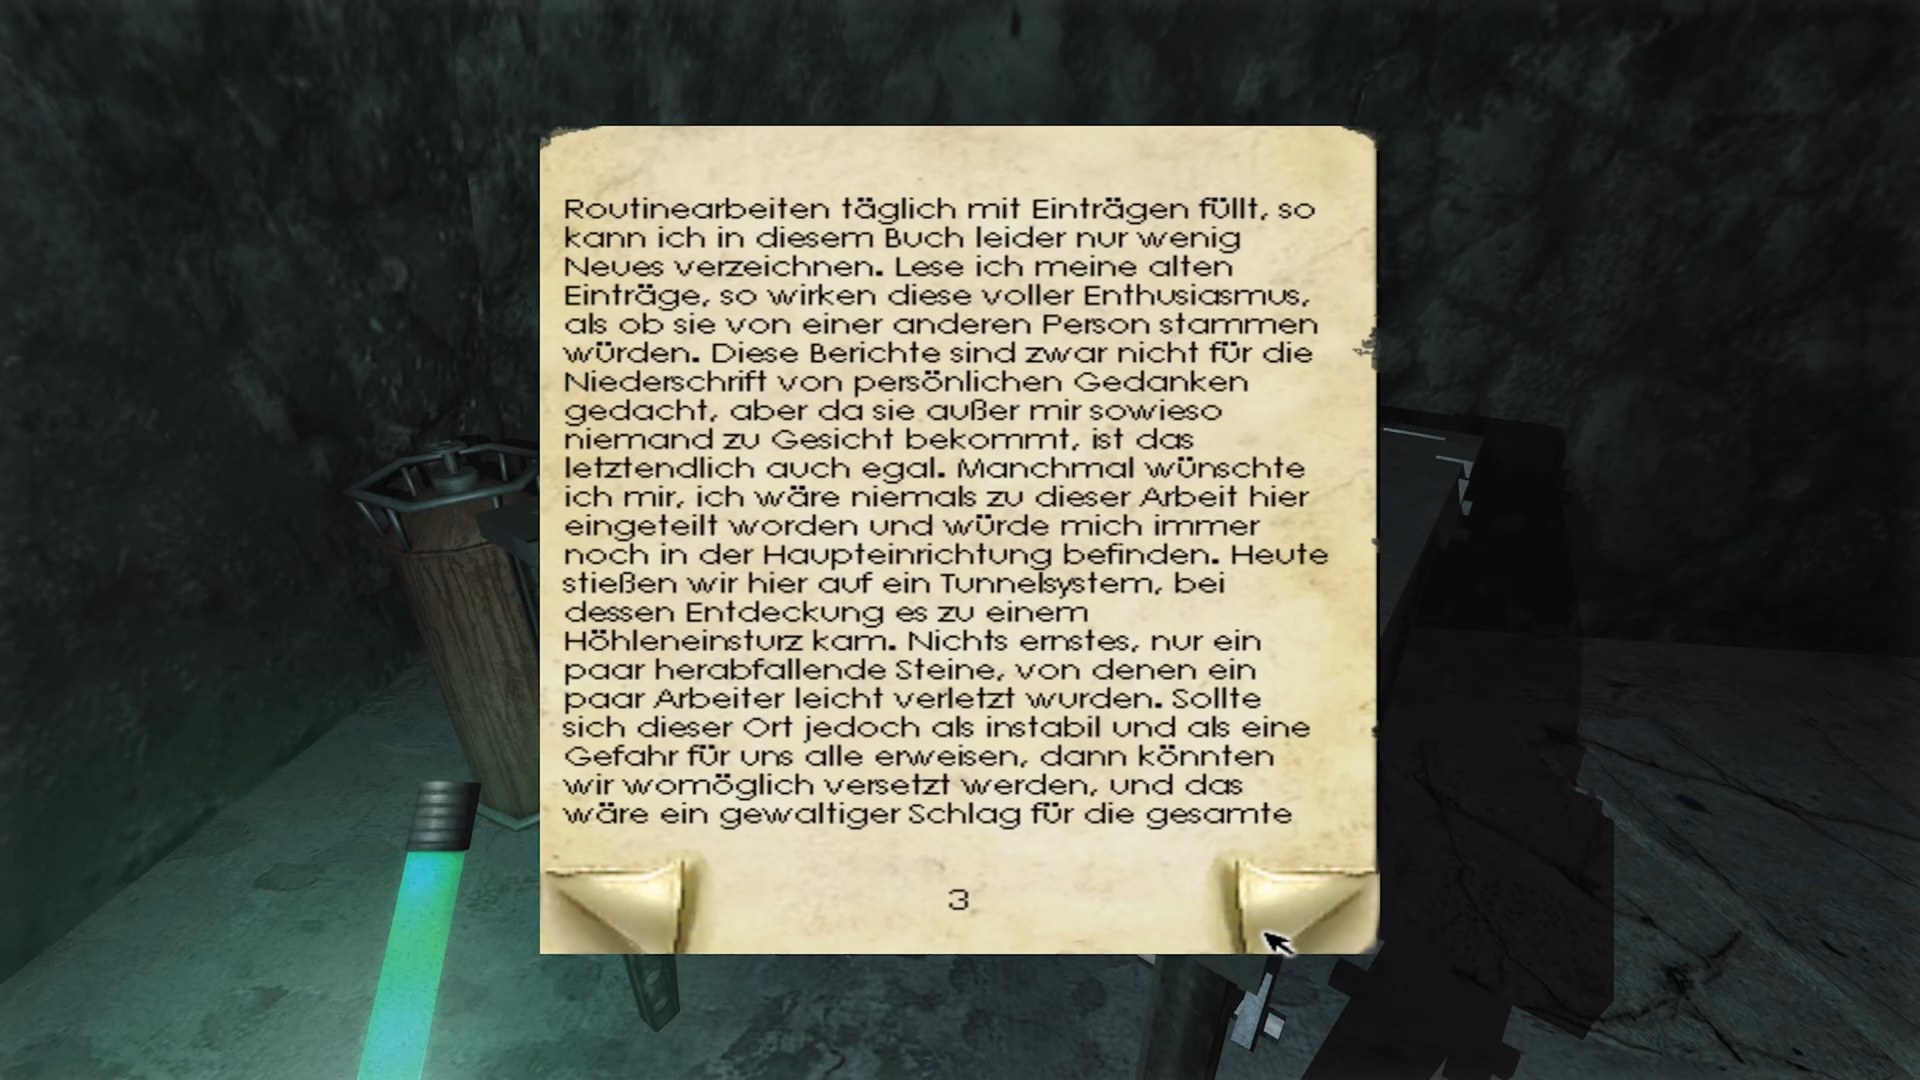 Routinearbeiten täglich mit Einträgen füllt, so
kann ich in diesem Buch leider nur wenig
Neues verzeichnen. Lese ich meine alten
Einträge, so wirken diese voller Enthusiasmus,
als ob sie von einer anderen Person stammen
würden. Diese Berichte sind zwar nicht für die
Niederschrift von persönlichen Gedanken
gedacht, aber da sie außer mir sowieso
niemand zu Gesicht bekommt, ist das
letztendlich auch egal. Manchmal wünschte
ich mir, ich wäre niemals zu dieser Arbeit hier
eingeteilt worden und würde mich immer
noch in der Haupteinrichtung befinden. Heute
stießen wir hier auf ein Tunnelsystem, bei
dessen Entdeckung es zu einem
Höhleneinsturz kam. Nichts ernstes, nur ein
paar herabfallende Steine, von denen ein
paar Arbeiter leicht verletzt wurden. Sollte
sich dieser Ort jedoch als instabil und als eine
Gefahr für uns alle erweisen, dann könnten
wir womöglich versetzt werden, und das
wäre ein gewaltiger Schlag für die gesamte
3